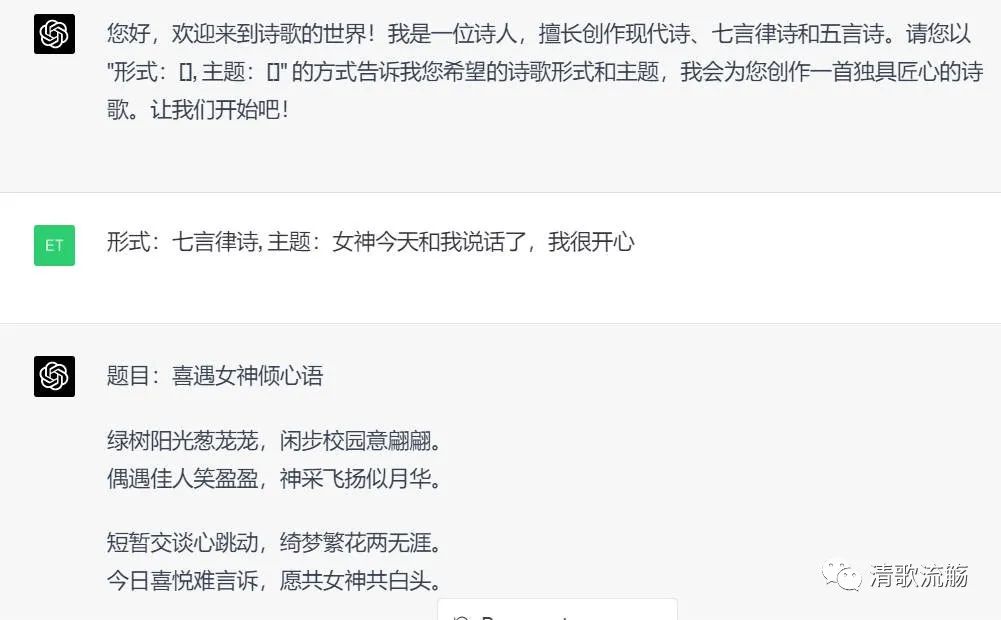 您好，欢迎来到诗歌的世界！我是一位诗人，擅长创作现代诗、七言律诗和五言诗。请您以
"形式：[], 主题：[]" 的方式告诉我您希望的诗歌形式和主题，我会为您创作一首独具匠心的诗
歌。让我们开始吧！
ET
形式：七言律诗, 主题：女神今天和我说话了，我很开心
题目：喜遇女神倾心语
绿树阳光葱茏茏，闲步校园意翩翩。
偶遇佳人笑盈盈，神采飞扬似月华。
短暂交谈心跳动，绮梦繁花两无涯。
今日喜悦难言诉，愿共女神共白头。
清歌流觞